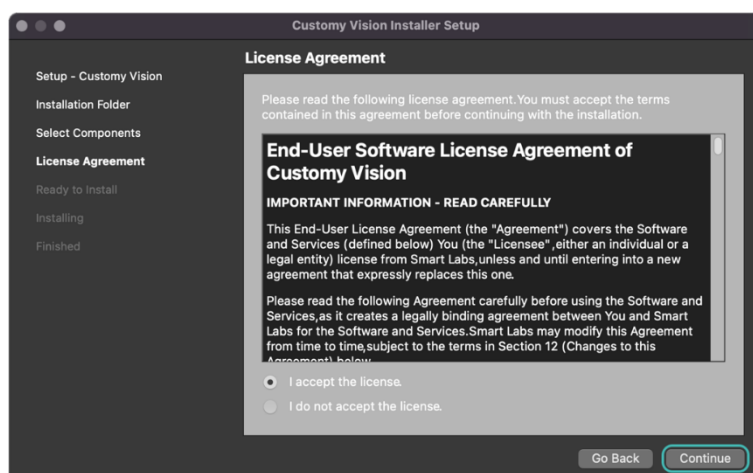 Customy Vision Installer Setup
Setup - Customy Vision
Installation Folder
Select Components
License Agreement
Ready to Install
Installing
Finished
License Agreement
Please read the following license agreement.You must accept the terms
contained in this agreement before continuing with the installation.
End-User Software License Agreement of
Customy Vision
IMPORTANT INFORMATION - READ CAREFULLY
This End-User License Agreement (the "Agreement") covers the Software
and Services (defined below) You (the "Licensee",either an individual or a
legal entity) license from Smart Labs,unless and until entering into a new
agreement that expressly replaces this one.
Please read the following Agreement carefully before using the Software and
Services,as it creates a legally binding agreement between You and Smart
Labs for the Software and Services.Smart Labs may modify this Agreement
from time to time,subject to the terms in Section 12 (Changes to this
Agreement) below
I accept the license.
I do not accept the license.
Go Back
Continue